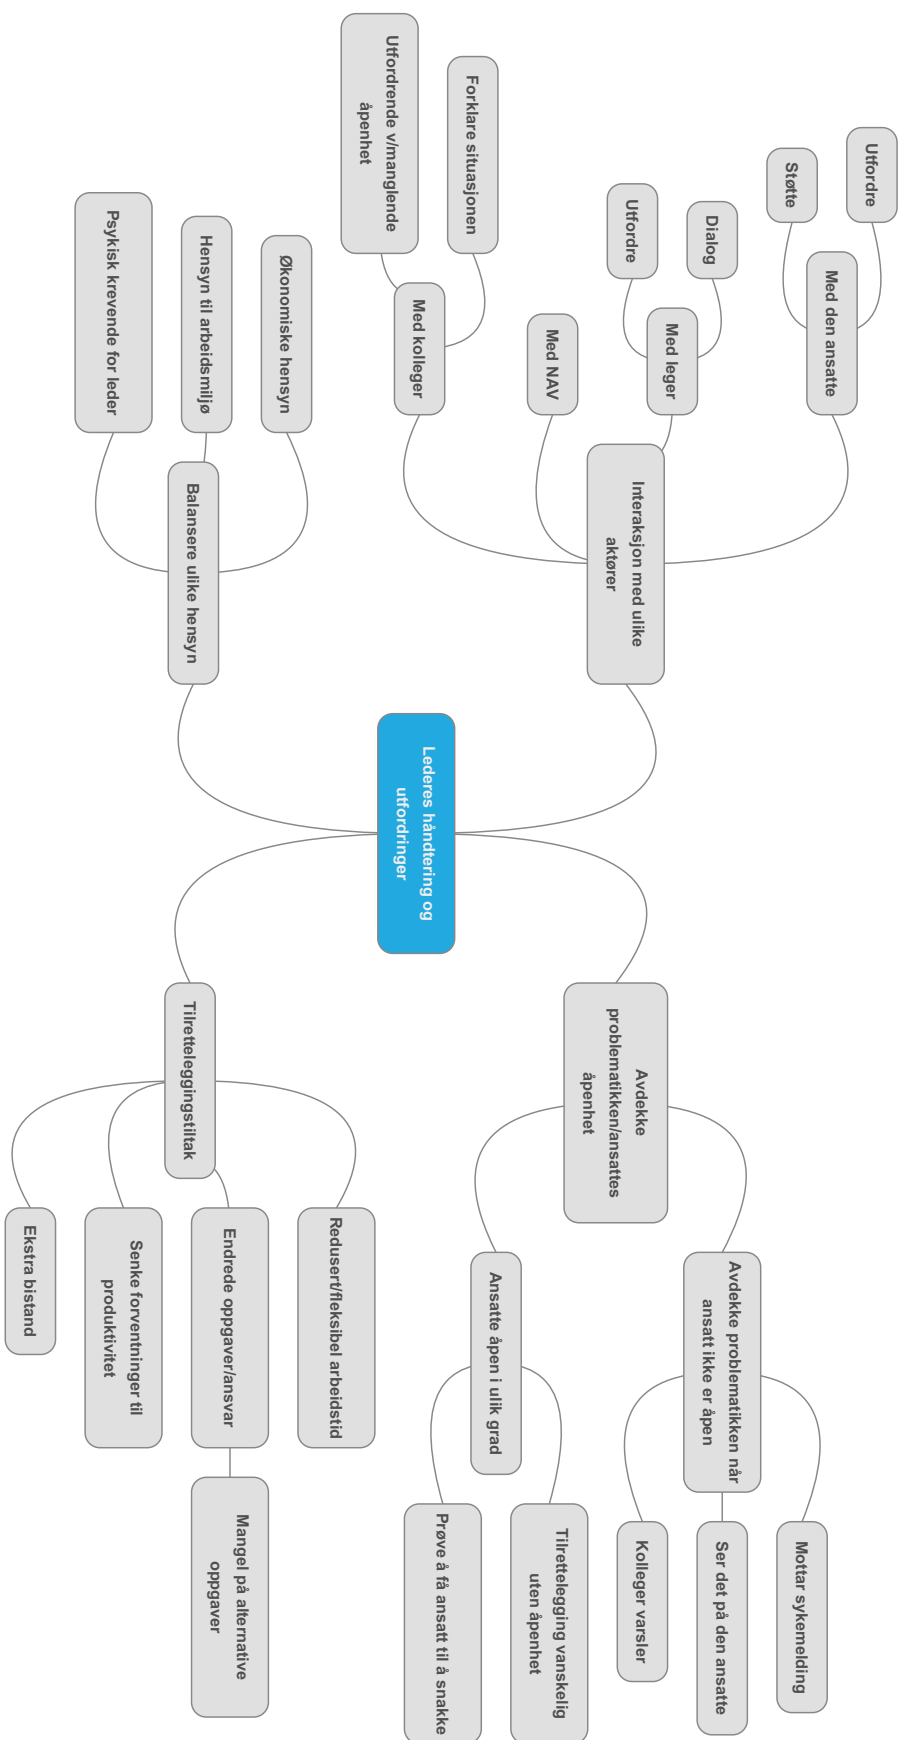 Utfordre
Støtte
Med den ansatte
Dialog
Utfordre
Med leger
Med NAV
Forklare situasjonen
Utfordrende v/manglende
åpenhet
Med kolleger
Interaksjon med ulike
aktører
Økonomiske hensyn
Hensyn til arbeidsmiljø
Psykisk krevende for leder
Balansere ulike hensyn
Lederes håndtering og
utfordringer
Avdekke
problematikken/ansattes
åpenhet
Avdekke problematikken når
ansatt ikke er åpen
Mottar sykemelding
Ser det på den ansatte
Kolleger varsler
Ansatte åpen i ulik grad
Tilrettelegging vanskelig
uten åpenhet
Prøve å få ansatt til å snakke
Tilretteleggingstiltak
Redusert/fleksibel arbeidstid
Endrede oppgaver/ansvar
Mangel på alternative
oppgaver
Senke forventninger til
produktivitet
Ekstra bistand